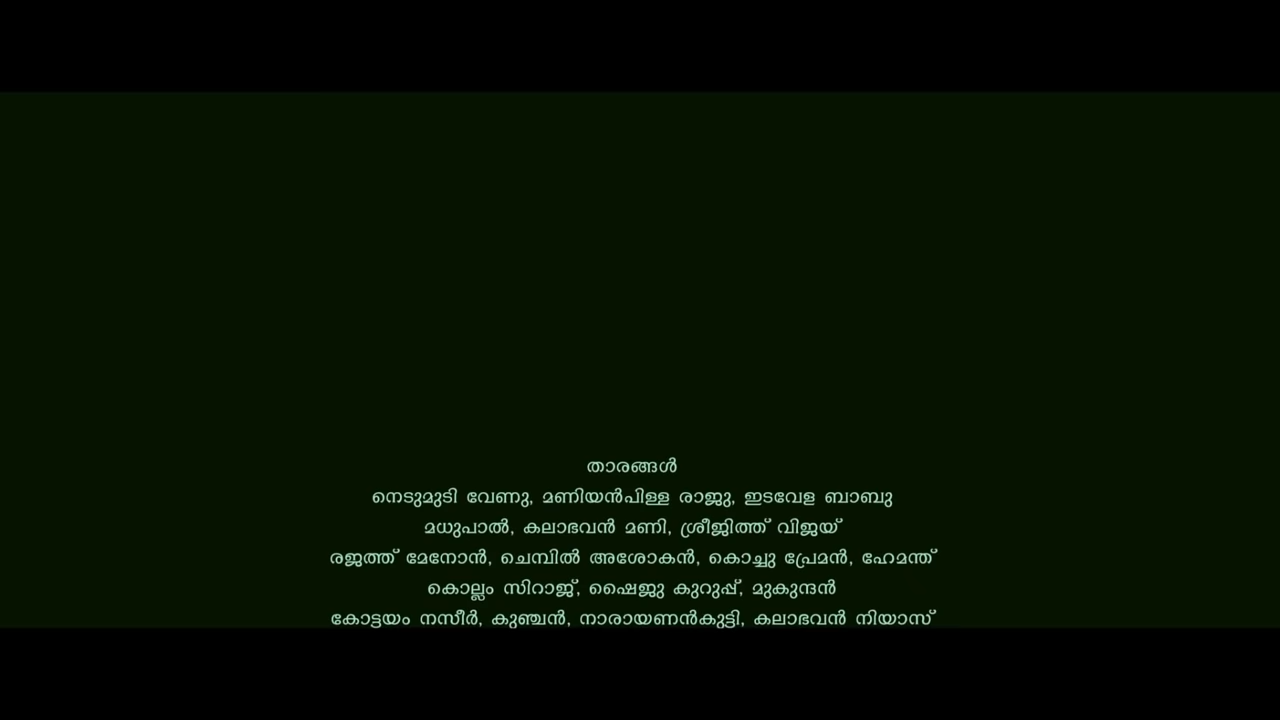 താരങ്ങൾ
നെടുമുടി വേണു, മണിയൻപിള്ള രാജു, ഇടവേള ബാബു
മധുപാൽ, കലാഭവൻ മണി, ശ്രീജിത്ത് വിജയ്
രജത്ത് മേനോൻ, ചെമ്പിൽ അശോകൻ, കൊച്ചു പ്രേമൻ, ഹേമന്ത്
കൊല്ലം സിറാജ്, ഷൈജു കുറുപ്പ്, മുകുന്ദൻ
കോട്ടയം നസീർ, കുഞ്ചൻ, നാരായണൻകുട്ടി, കലാഭവൻ നിയാസ്